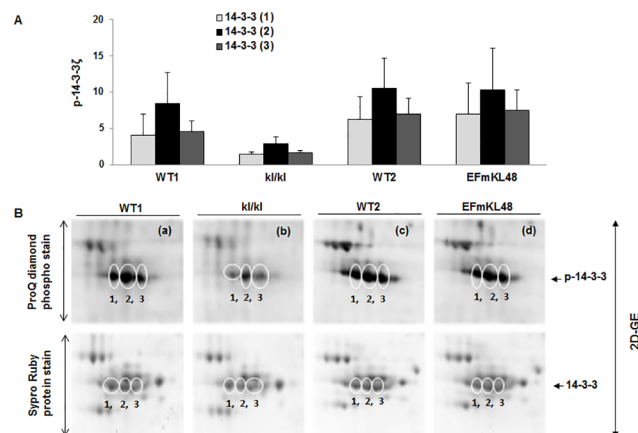 A
14-3-3 (1)
14-3-3 (2)
14-3-3 (3)
p-14-3-3ζ
20
15
10
5
0
WT1
kl/kl
WT2
EFmKL48
B
WT1
kl/kl
WT2
EFmKL48
ProQ diamond
phospho stain
(a)
(b)
(c)
(d)
1, 2, 3
1, 2, 3
1, 2, 3
1, 2, 3
p-14-3-3
2D-GE
Sypro Ruby
protein stain
1, 2, 3
1, 2, 3
1, 2, 3
1, 2, 3
14-3-3